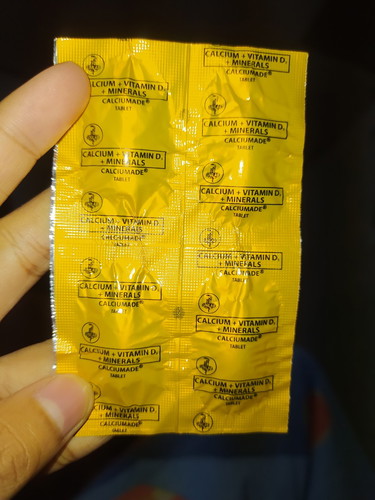 CALCIUM + VITAMIN D3
+ MINERALS
CALCIUMADE®
TABLET
CALCIUM + VITAMIN D3
+ MINERALS
CALCIUMADE®
TABLET
CALCIUM + VITAMIN D3
+ MINERALS
CALCIUMADE®
TABLET
CALCIUM + VITAMIN D3
+ MINERALS
CALCIUMADE®
TABLET
CALCIUM + VITAMIN D3
+ MINERALS
CALCIUMADE®
TABLET
CALCIUM + VITAMIN D3
+ MINERALS
CALCIUMADE®
TABLET
CALCIUM + VITAMIN D3
+ MINERALS
CALCIUMADE®
TABLET
CALCIUM + VITAMIN D3
+ MINERALS
CALCIUMADE®
TABLET
CALCIUM + VITAMIN D3
+ MINERALS
CALCIUMADE®
TABLET
CALCIUM + VITAMIN D3
+ MINERALS
CALCIUMADE®
TABLET
CALCIUM + VITAMIN D3
+ MINERALS
CALCIUMADE®
TABLET
CALCIUM + VITAMIN D3
+ MINERALS
CALCIUMADE®
TABLET